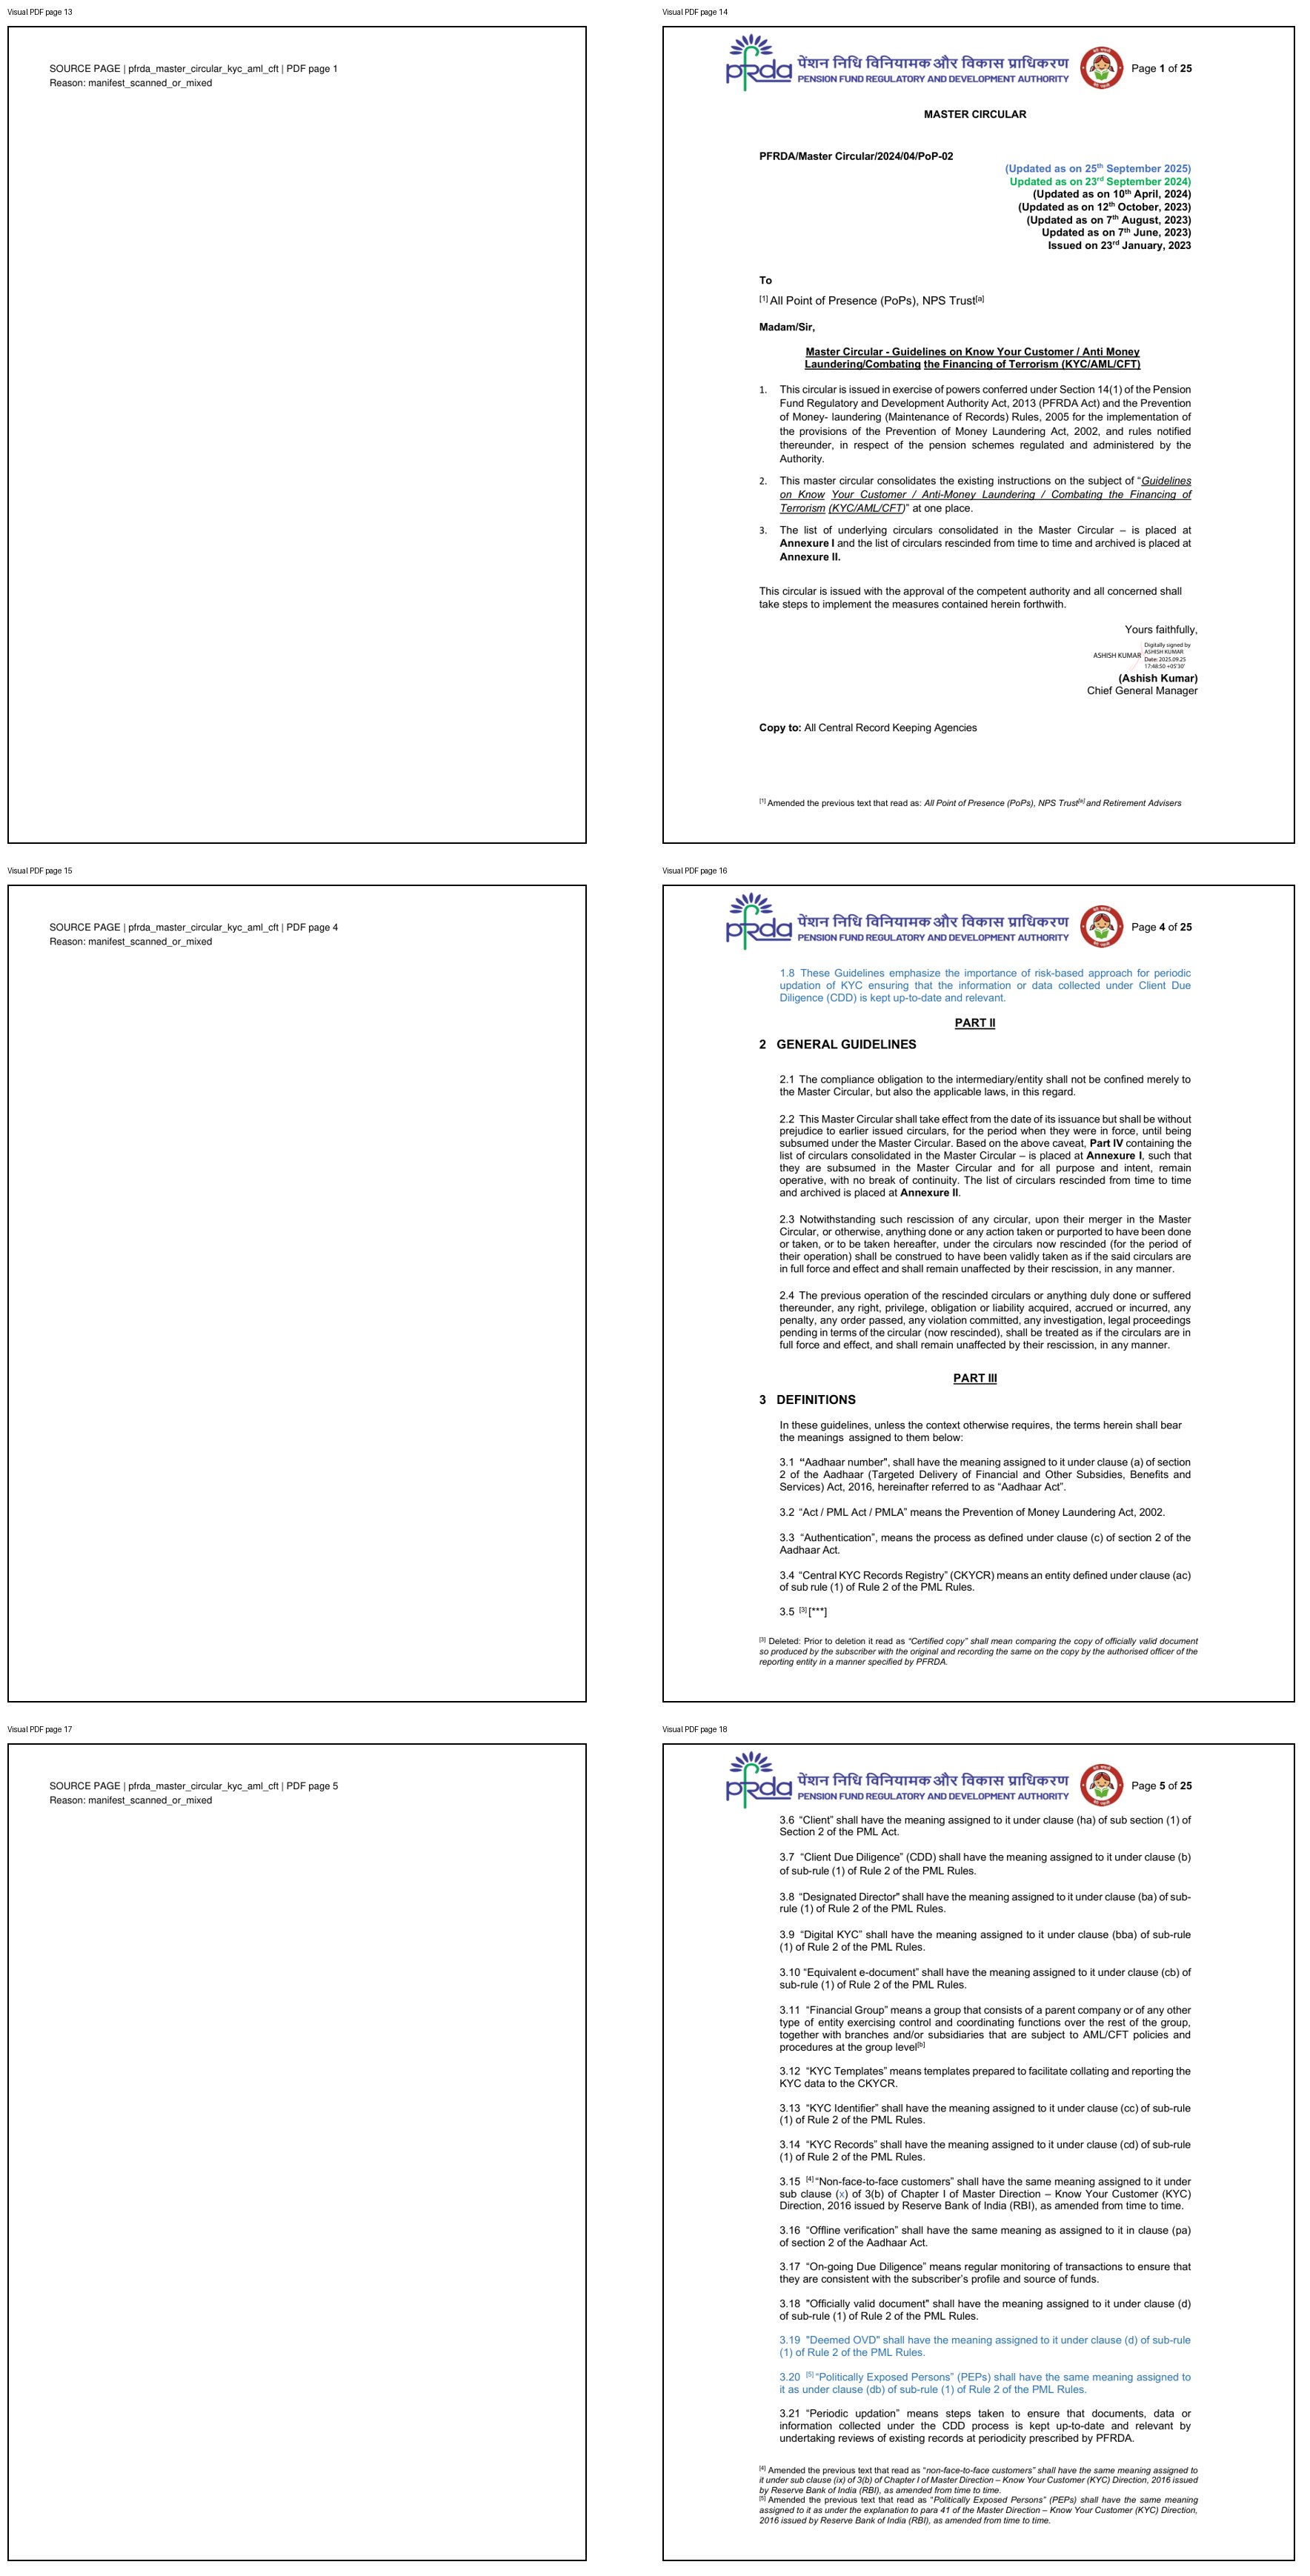 Visual PDF page 13
SOURCE PAGE | pfrda_master_circular_kyc_aml_cft | PDF page 1
Reason: manifest_scanned_or_mixed
Visual PDF page 14
pfrda
पेंशन निधि विनियामक और विकास प्राधिकरण
PENSION FUND REGULATORY AND DEVELOPMENT AUTHORITY
Page 1 of 25
MASTER CIRCULAR
PFRDA/Master Circular/2024/04/PoP-02
(Updated as on 25th September 2025)
Updated as on 23rd September 2024)
(Updated as on 10th April, 2024)
(Updated as on 12th October, 2023)
(Updated as on 7th August, 2023)
Updated as on 7th June, 2023)
Issued on 23rd January, 2023
To
[1] All Point of Presence (PoPs), NPS Trust[a]
Madam/Sir,
Master Circular - Guidelines on Know Your Customer / Anti Money
Laundering/Combating the Financing of Terrorism (KYC/AML/CFT)
1. This circular is issued in exercise of powers conferred under Section 14(1) of the Pension
Fund Regulatory and Development Authority Act, 2013 (PFRDA Act) and the Prevention
of Money- laundering (Maintenance of Records) Rules, 2005 for the implementation of
the provisions of the Prevention of Money Laundering Act, 2002, and rules notified
thereunder, in respect of the pension schemes regulated and administered by the
Authority.
2. This master circular consolidates the existing instructions on the subject of “Guidelines
on Know Your Customer / Anti-Money Laundering / Combating the Financing of
Terrorism (KYC/AML/CFT)” at one place.
3. The list of underlying circulars consolidated in the Master Circular – is placed at
Annexure I and the list of circulars rescinded from time to time and archived is placed at
Annexure II.
This circular is issued with the approval of the competent authority and all concerned shall
take steps to implement the measures contained herein forthwith.
Yours faithfully,
ASHISH KUMAR
Digitally signed by
ASHISH KUMAR
Date: 2025.09.25
17:48:50 +05'30'
(Ashish Kumar)
Chief General Manager
Copy to: All Central Record Keeping Agencies
[1] Amended the previous text that read as: All Point of Presence (PoPs), NPS Trust[a] and Retirement Advisers
Visual PDF page 15
SOURCE PAGE | pfrda_master_circular_kyc_aml_cft | PDF page 4
Reason: manifest_scanned_or_mixed
Visual PDF page 16
pfrda
पेंशन निधि विनियामक और विकास प्राधिकरण
PENSION FUND REGULATORY AND DEVELOPMENT AUTHORITY
Page 4 of 25
1.8 These Guidelines emphasize the importance of risk-based approach for periodic
updation of KYC ensuring that the information or data collected under Client Due
Diligence (CDD) is kept up-to-date and relevant.
PART II
2 GENERAL GUIDELINES
2.1 The compliance obligation to the intermediary/entity shall not be confined merely to
the Master Circular, but also the applicable laws, in this regard.
2.2 This Master Circular shall take effect from the date of its issuance but shall be without
prejudice to earlier issued circulars, for the period when they were in force, until being
subsumed under the Master Circular. Based on the above caveat, Part IV containing the
list of circulars consolidated in the Master Circular – is placed at Annexure I, such that
they are subsumed in the Master Circular and for all purpose and intent, remain
operative, with no break of continuity. The list of circulars rescinded from time to time
and archived is placed at Annexure II.
2.3 Notwithstanding such rescission of any circular, upon their merger in the Master
Circular, or otherwise, anything done or any action taken or purported to have been done
or taken, or to be taken hereafter, under the circulars now rescinded (for the period of
their operation) shall be construed to have been validly taken as if the said circulars are
in full force and effect and shall remain unaffected by their rescission, in any manner.
2.4 The previous operation of the rescinded circulars or anything duly done or suffered
thereunder, any right, privilege, obligation or liability acquired, accrued or incurred, any
penalty, any order passed, any violation committed, any investigation, legal proceedings
pending in terms of the circular (now rescinded), shall be treated as if the circulars are in
full force and effect, and shall remain unaffected by their rescission, in any manner.
PART III
3 DEFINITIONS
In these guidelines, unless the context otherwise requires, the terms herein shall bear
the meanings assigned to them below:
3.1 “Aadhaar number", shall have the meaning assigned to it under clause (a) of section
2 of the Aadhaar (Targeted Delivery of Financial and Other Subsidies, Benefits and
Services) Act, 2016, hereinafter referred to as “Aadhaar Act”.
3.2 “Act / PML Act / PMLA” means the Prevention of Money Laundering Act, 2002.
3.3 “Authentication”, means the process as defined under clause (c) of section 2 of the
Aadhaar Act.
3.4 “Central KYC Records Registry” (CKYCR) means an entity defined under clause (ac)
of sub rule (1) of Rule 2 of the PML Rules.
3.5 [3] [***]
[3] Deleted: Prior to deletion it read as “Certified copy” shall mean comparing the copy of officially valid document
so produced by the subscriber with the original and recording the same on the copy by the authorised officer of the
reporting entity in a manner specified by PFRDA.
Visual PDF page 17
SOURCE PAGE | pfrda_master_circular_kyc_aml_cft | PDF page 5
Reason: manifest_scanned_or_mixed
Visual PDF page 18
pfrda
पेंशन निधि विनियामक और विकास प्राधिकरण
PENSION FUND REGULATORY AND DEVELOPMENT AUTHORITY
Page 5 of 25
3.6 “Client” shall have the meaning assigned to it under clause (ha) of sub section (1) of
Section 2 of the PML Act.
3.7 “Client Due Diligence” (CDD) shall have the meaning assigned to it under clause (b)
of sub-rule (1) of Rule 2 of the PML Rules.
3.8 “Designated Director" shall have the meaning assigned to it under clause (ba) of sub-
rule (1) of Rule 2 of the PML Rules.
3.9 “Digital KYC” shall have the meaning assigned to it under clause (bba) of sub-rule
(1) of Rule 2 of the PML Rules.
3.10 “Equivalent e-document” shall have the meaning assigned to it under clause (cb) of
sub-rule (1) of Rule 2 of the PML Rules.
3.11 “Financial Group” means a group that consists of a parent company or of any other
type of entity exercising control and coordinating functions over the rest of the group,
together with branches and/or subsidiaries that are subject to AML/CFT policies and
procedures at the group level[b]
3.12 “KYC Templates” means templates prepared to facilitate collating and reporting the
KYC data to the CKYCR.
3.13 “KYC Identifier” shall have the meaning assigned to it under clause (cc) of sub-rule
(1) of Rule 2 of the PML Rules.
3.14 “KYC Records” shall have the meaning assigned to it under clause (cd) of sub-rule
(1) of Rule 2 of the PML Rules.
3.15 [4] “Non-face-to-face customers” shall have the same meaning assigned to it under
sub clause (x) of 3(b) of Chapter I of Master Direction – Know Your Customer (KYC)
Direction, 2016 issued by Reserve Bank of India (RBI), as amended from time to time.
3.16 “Offline verification” shall have the same meaning as assigned to it in clause (pa)
of section 2 of the Aadhaar Act.
3.17 “On-going Due Diligence” means regular monitoring of transactions to ensure that
they are consistent with the subscriber’s profile and source of funds.
3.18 "Officially valid document" shall have the meaning assigned to it under clause (d)
of sub-rule (1) of Rule 2 of the PML Rules.
3.19 "Deemed OVD" shall have the meaning assigned to it under clause (d) of sub-rule
(1) of Rule 2 of the PML Rules.
3.20 [5] “Politically Exposed Persons” (PEPs) shall have the same meaning assigned to
it as under clause (db) of sub-rule (1) of Rule 2 of the PML Rules.
3.21 “Periodic updation” means steps taken to ensure that documents, data or
information collected under the CDD process is kept up-to-date and relevant by
undertaking reviews of existing records at periodicity prescribed by PFRDA.
[4] Amended the previous text that read as “non-face-to-face customers” shall have the same meaning assigned to
it under sub clause (ix) of 3(b) of Chapter I of Master Direction – Know Your Customer (KYC) Direction, 2016 issued
by Reserve Bank of India (RBI), as amended from time to time.
[5] Amended the previous text that read as “Politically Exposed Persons” (PEPs) shall have the same meaning
assigned to it as under the explanation to para 41 of the Master Direction – Know Your Customer (KYC) Direction,
2016 issued by Reserve Bank of India (RBI), as amended from time to time.